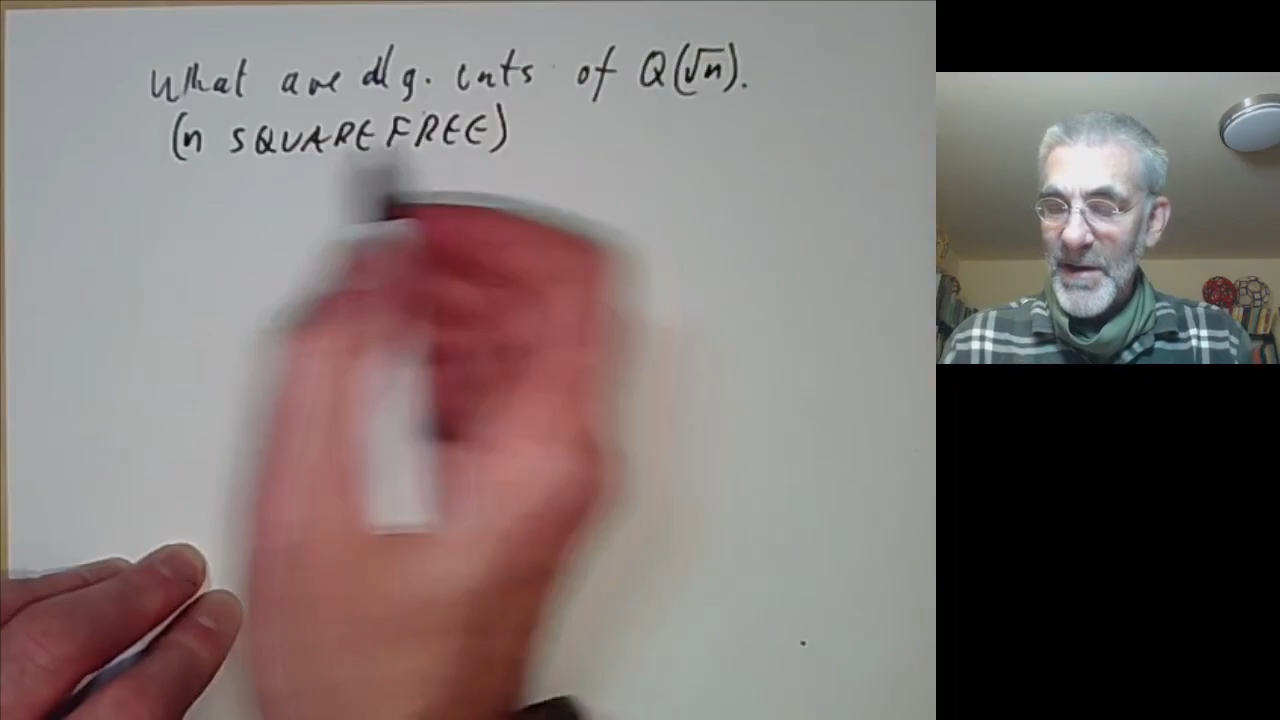 What are alg. ints of Q(√n).
(n SQUAREFREE)